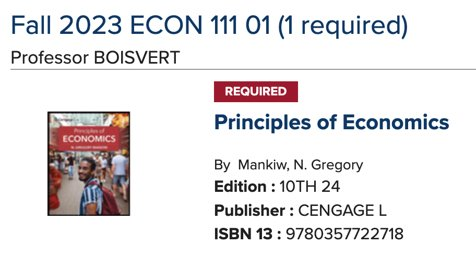 Fall 2023 ECON 111 01 (1 required)
Professor BOISVERT
REQUIRED
Principles of Economics
Principles of
ECONOMICS
N. GREGORY MANKIW
By Mankiw, N. Gregory
Edition : 10TH 24
Publisher : CENGAGE L
ISBN 13 : 9780357722718